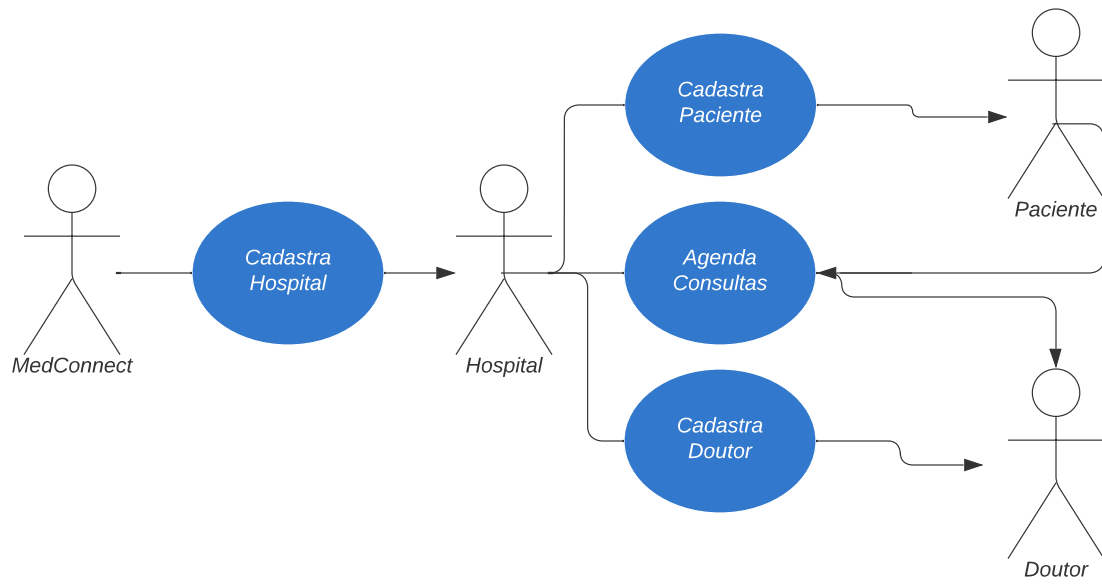 Cadastra
Paciente
Paciente
Cadastra
Hospital
Agenda
Consultas
MedConnect
Hospital
Cadastra
Doutor
Doutor